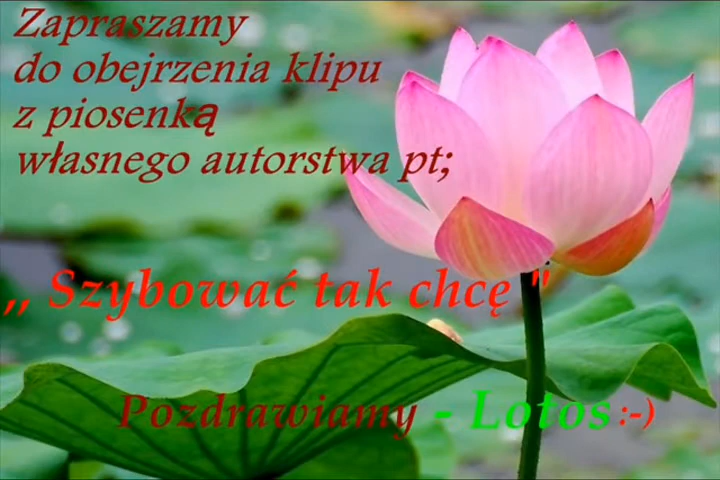 Zapraszamy
do obejrzenia klipu
z piosenką
własnego autorstwa pt;
,, Szybować tak chcę "
Pozdrawiamy - Lotos :-)